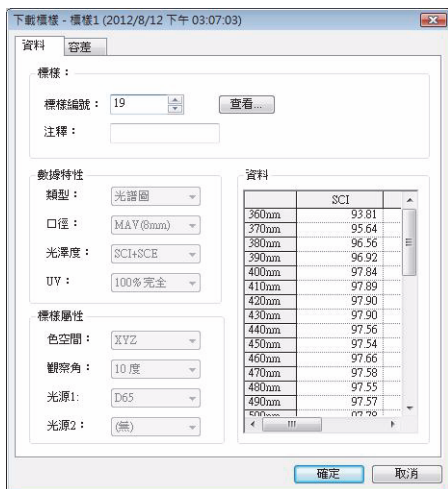 下載標樣 - 標樣1 (2012/8/12 下午 03:07:03)
資料 容差
標樣：
標樣編號： 19 查看...
注釋：
數據特性
類型： 光譜圖
口徑： MAV(8mm)
光澤度： SCI+SCE
UV： 100%完全
標樣屬性
色空間： XYZ
觀察角： 10 度
光源1: D65
光源2： (無)
資料
SCI
360nm 93.81
370nm 95.64
380nm 96.56
390nm 96.92
400nm 97.84
410nm 97.89
420nm 97.90
430nm 97.90
440nm 97.56
450nm 97.54
460nm 97.66
470nm 97.58
480nm 97.55
490nm 97.57
500nm 97.79
確定 取消